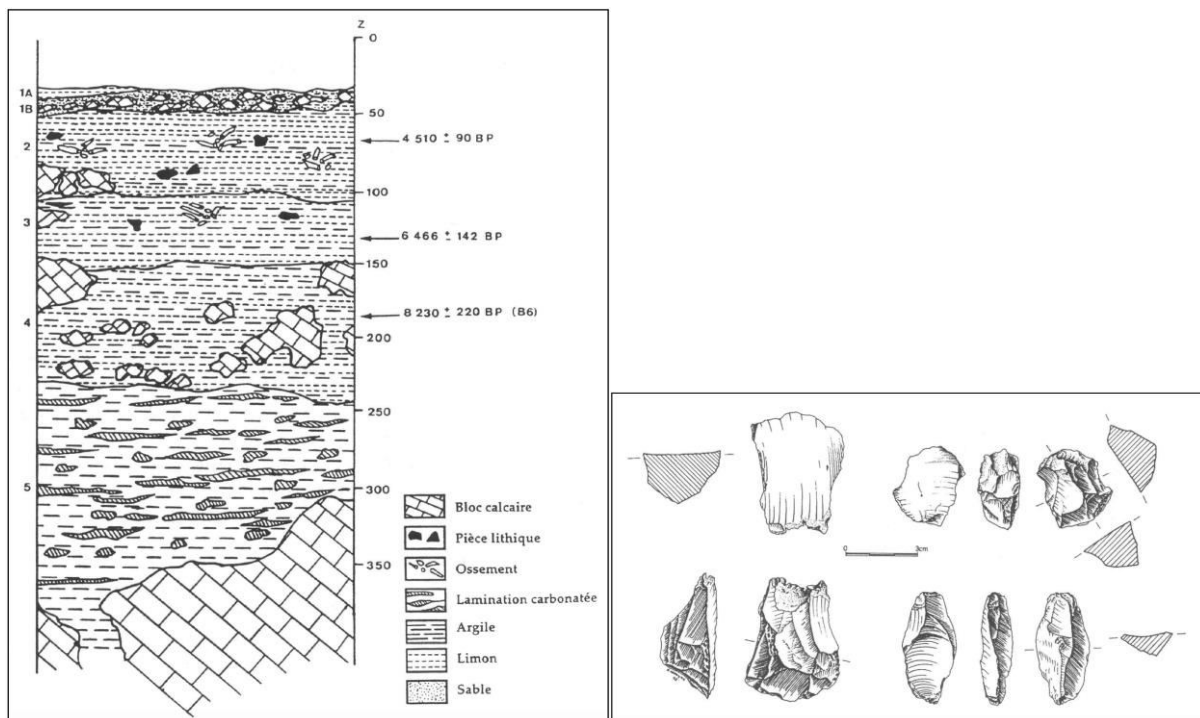 Z
0
1A
1B
50
2
4 510 ± 90 BP
100
3
6 466 ± 142 BP
150
8 230 ± 220 BP (B6)
4
200
250
5
300
350
Bloc calcaire
Pièce lithique
Ossement
Lamination carbonatée
Argile
Limon
Sable
0 3cm